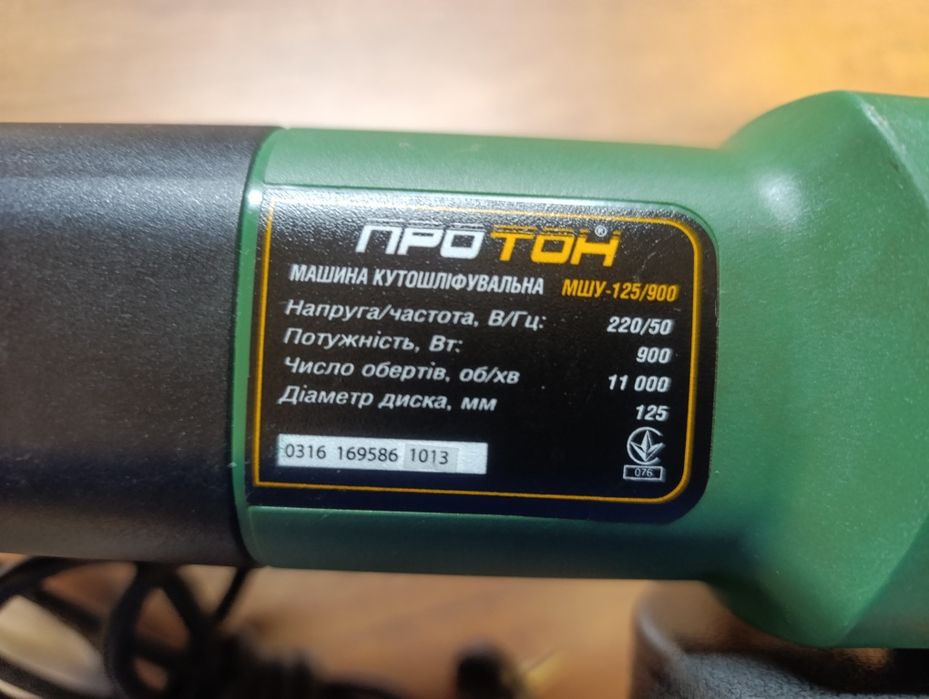 ПРОТОН®
МАШИНА КУТОШЛІФУВАЛЬНА МШУ-125/900
Напруга/частота, В/Гц: 220/50
Потужність, Вт: 900
Число обертів, об/хв 11 000
Діаметр диска, мм 125
0316 169586 1013
076